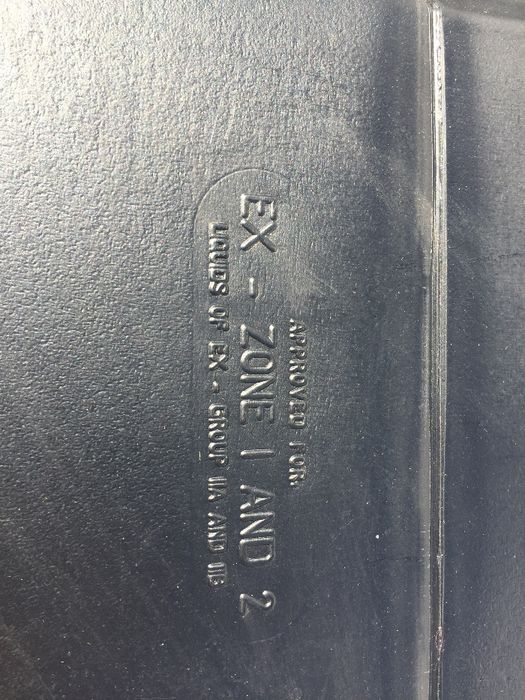 APPROVED FOR:
EX - ZONE 1 AND 2
LIQUIDS OF EX - GROUP IIA AND IIB